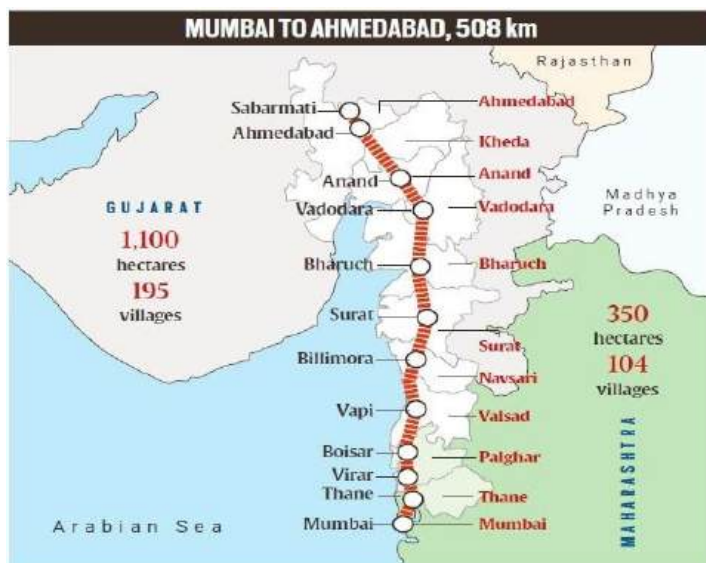 MUMBAI TO AHMEDABAD, 508 km
Rajasthan
Sabarmati
Ahmedabad
Ahmedabad
Kheda
Anand
Anand
Madhya
Pradesh
GUJARAT
Vadodara
Vadodara
1,100
hectares
195
villages
Bharuch
Bharuch
Surat
350
hectares
104
villages
Surat
Billimora
Navsari
Vapi
Valsad
Boisar
Palghar
Virar
Thane
Thane
Arabian Sea
Mumbai
Mumbai
MAHARASHTRA